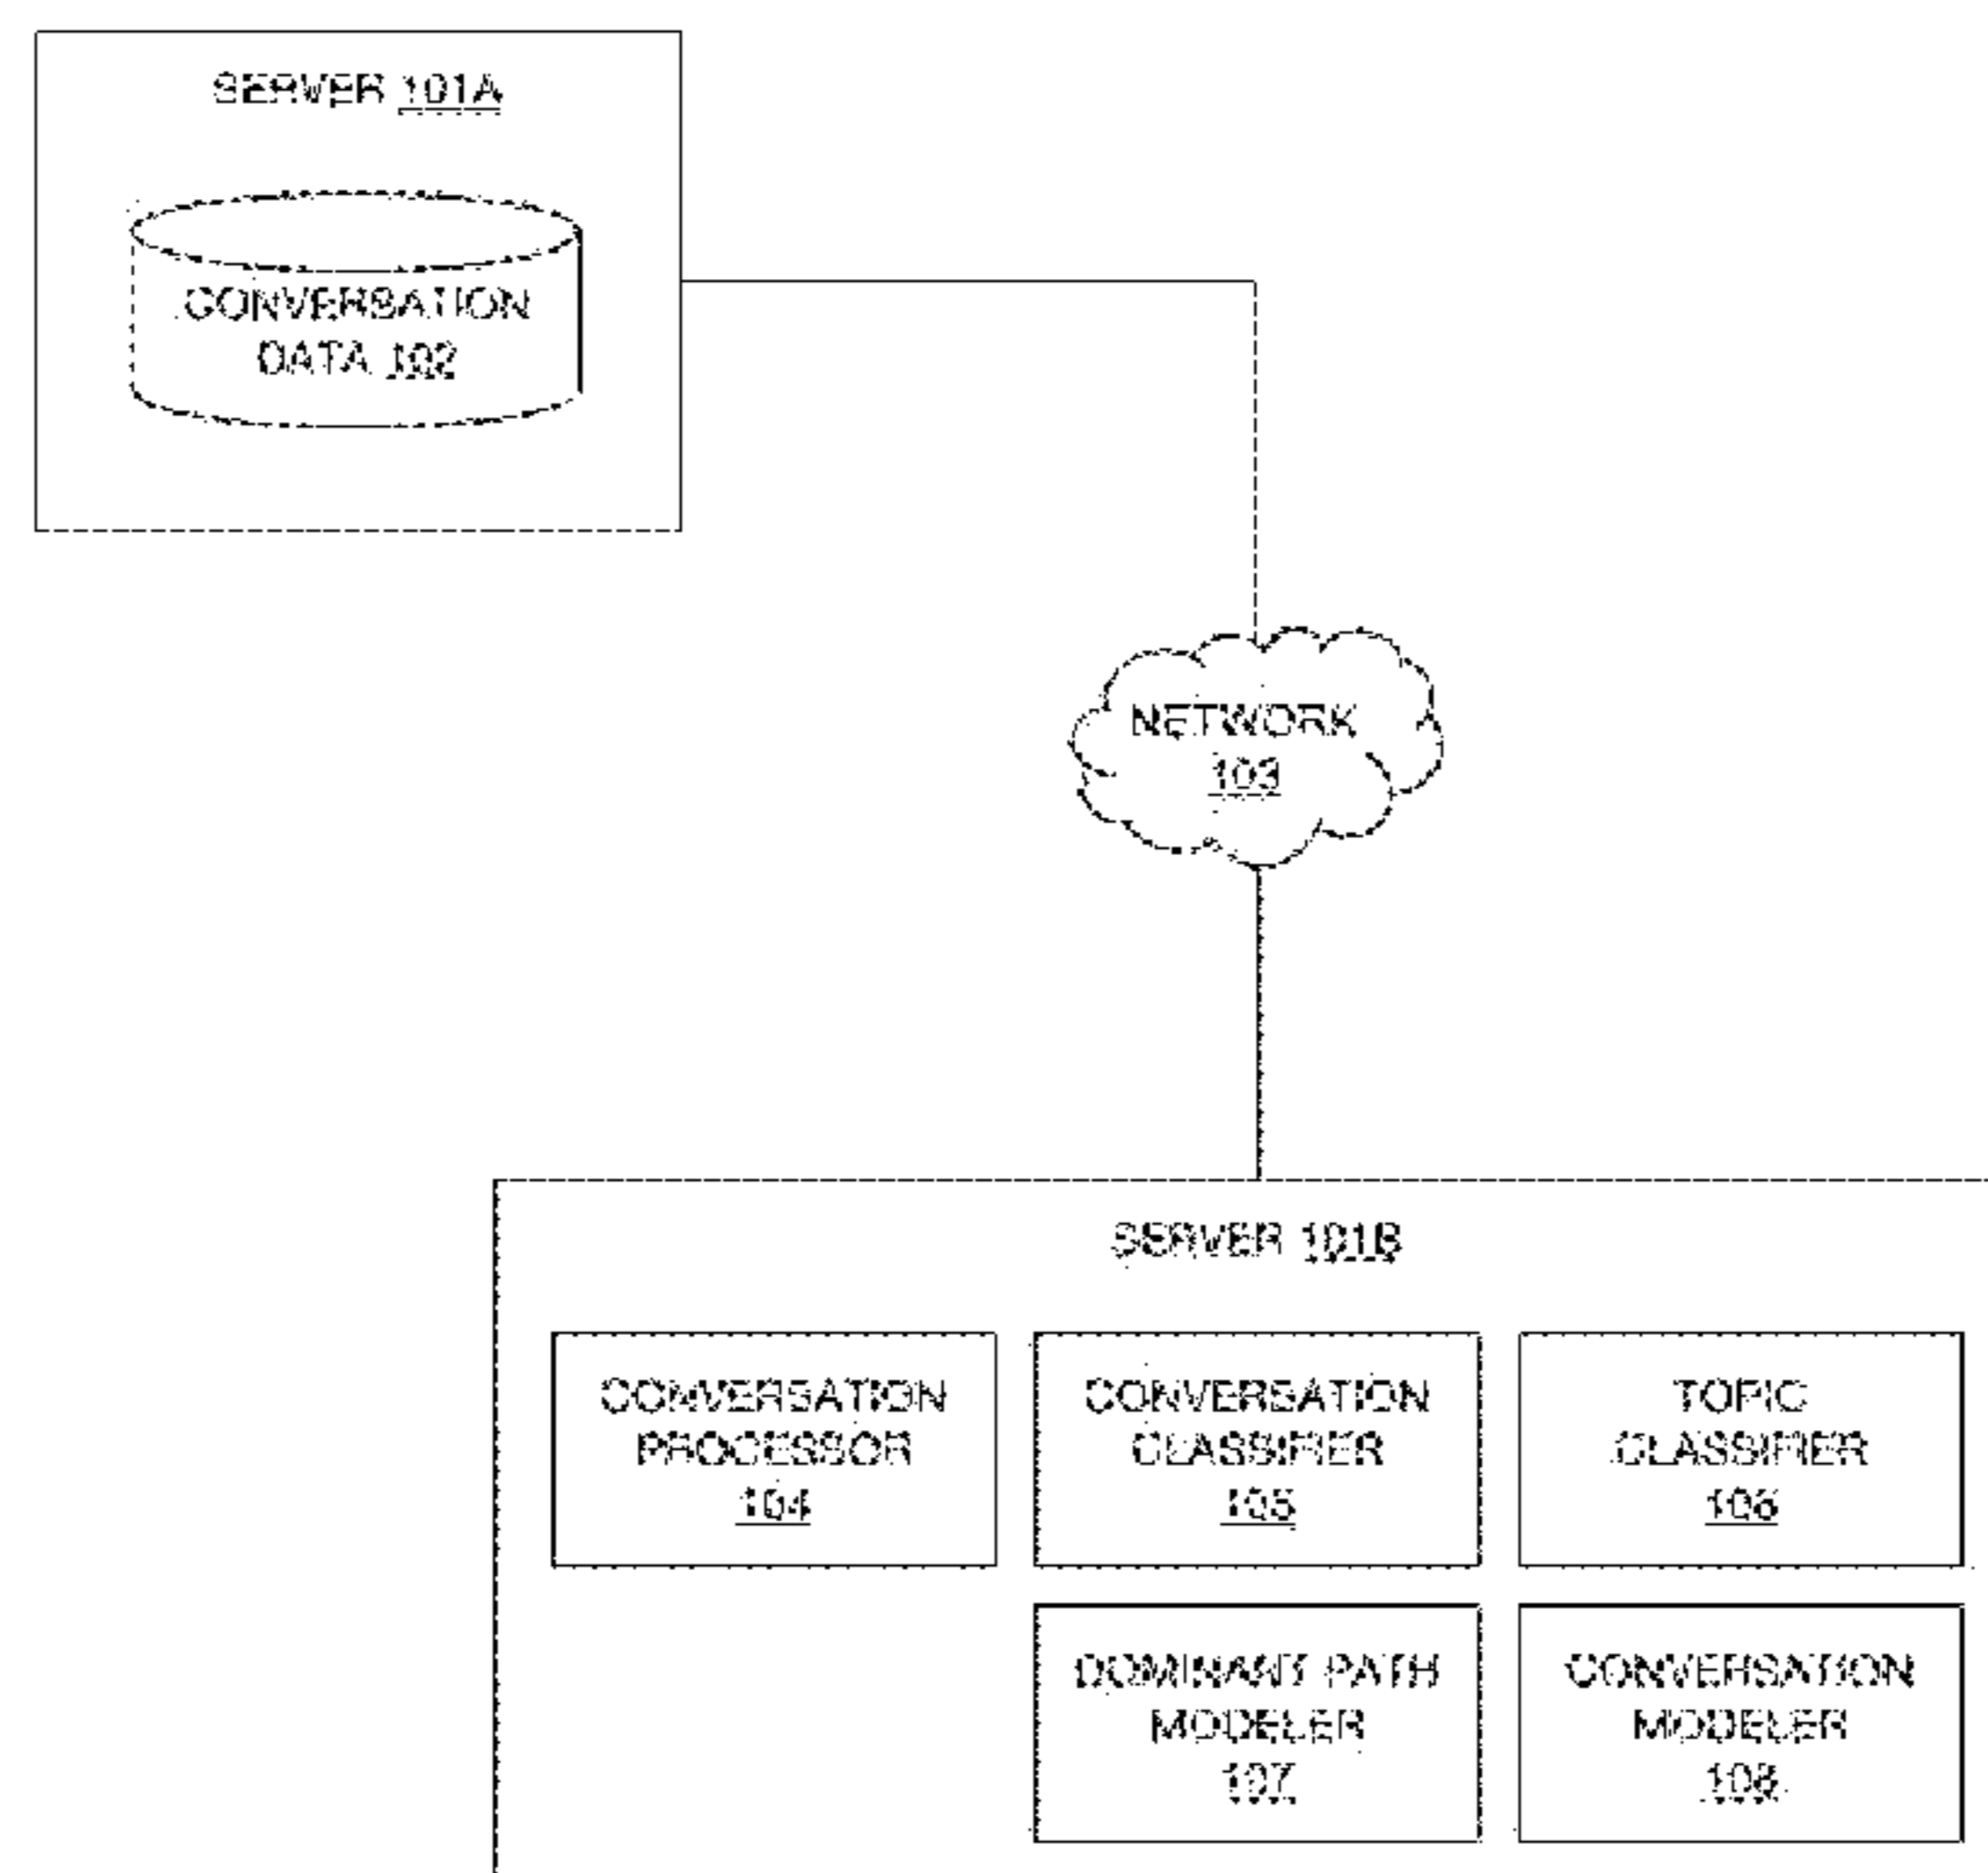 SERVER 101A
CONVERSATION
DATA 102
NETWORK
103
SERVER 101B
CONVERSATION
PROCESSOR
104
CONVERSATION
CLASSIFIER
105
TOPIC
CLASSIFIER
106
DOMINANT PATH
MODELER
107
CONVERSATION
MODELER
108